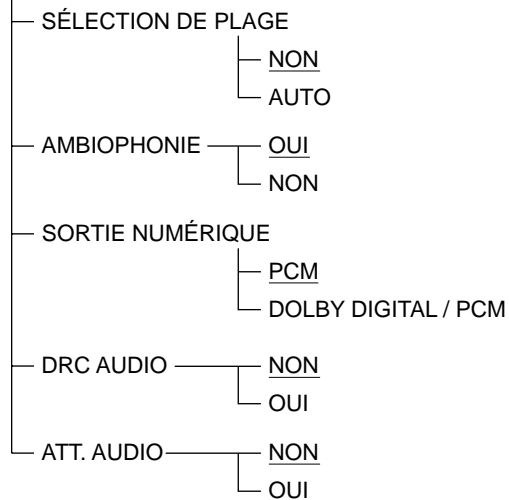 SÉLECTION DE PLAGE
NON
AUTO
AMBIOPHONIE
OUI
NON
SORTIE NUMÉRIQUE
PCM
DOLBY DIGITAL / PCM
DRC AUDIO
NON
OUI
ATT. AUDIO
NON
OUI